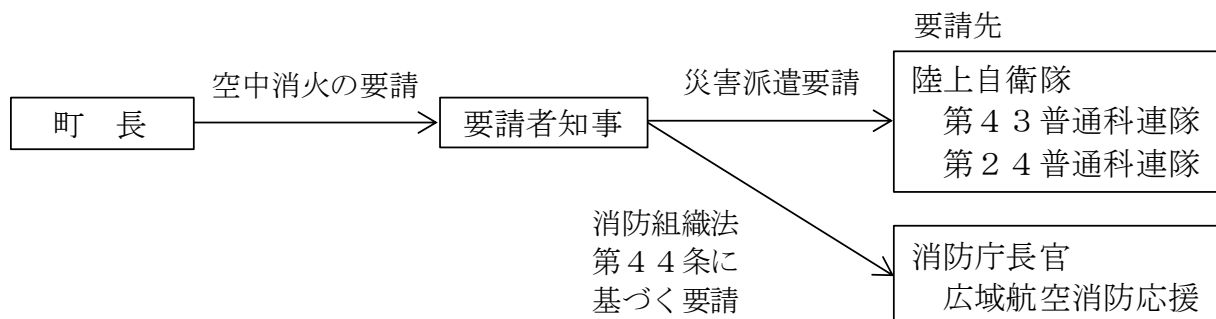 要請先
空中消火の要請
災害派遣要請
町　長
要請者知事
陸上自衛隊
第４３普通科連隊
第２４普通科連隊
消防組織法
第４４条に
基づく要請
消防庁長官
広域航空消防応援